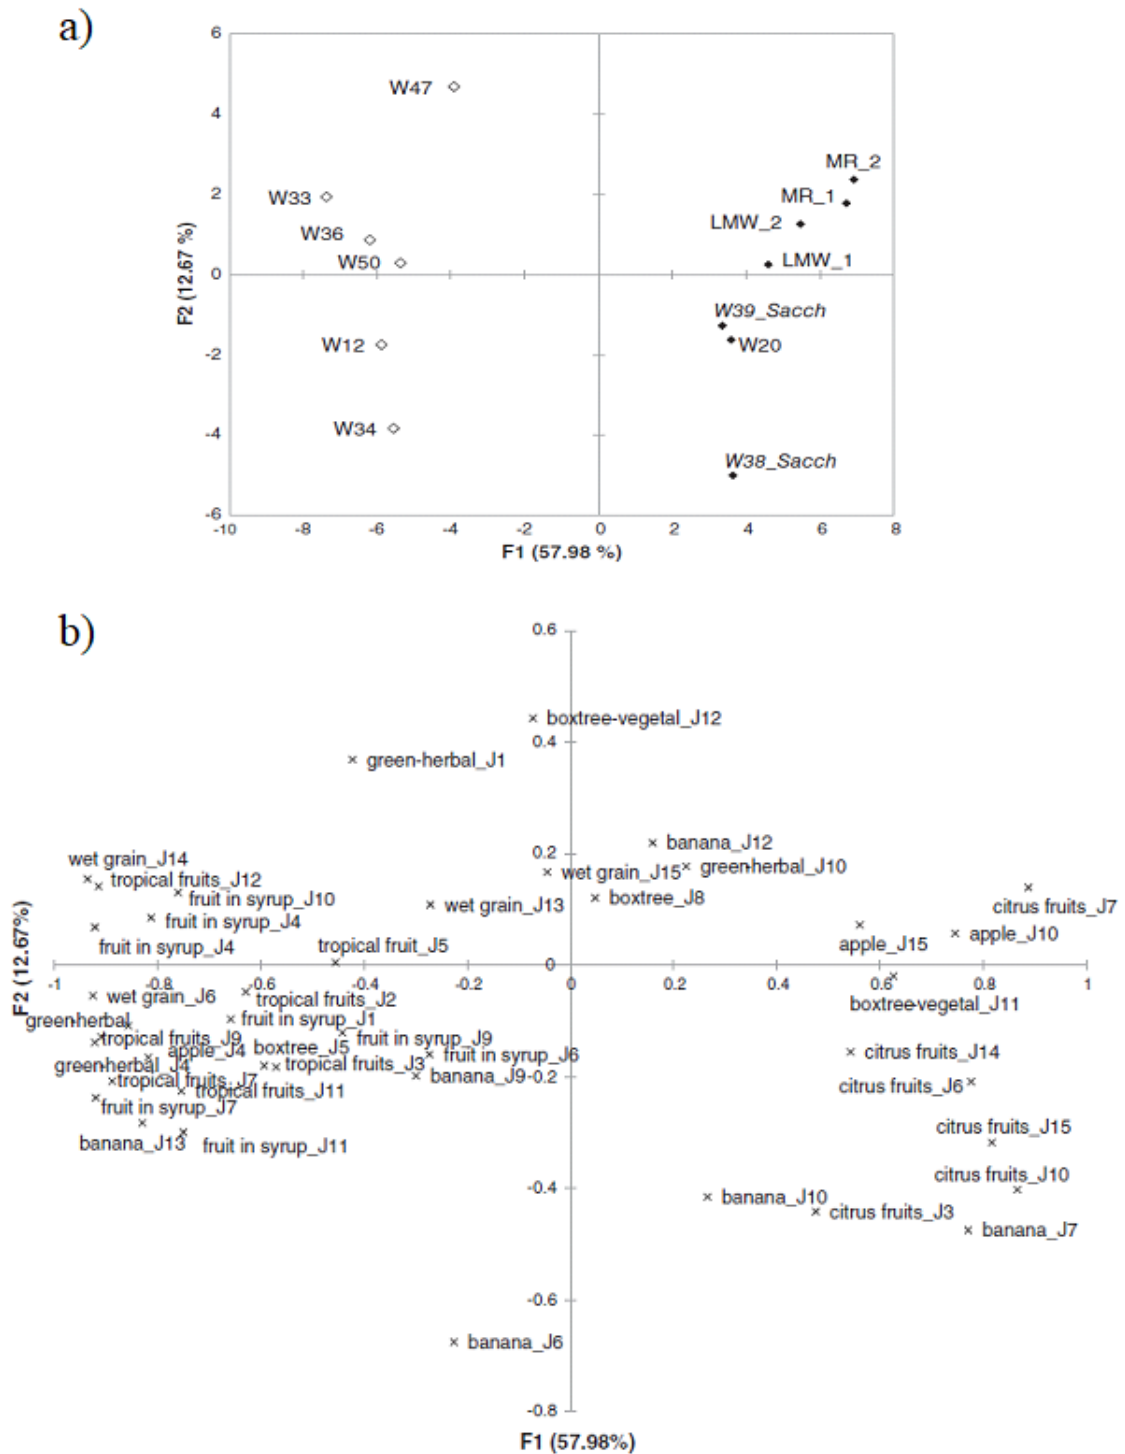 a)
6
W47
4
MR_2
2
W33
MR_1
LMW_2
W36
W50
LMW_1
0
W39_Sacch
W20
W12
-2
W34
-4
W38_Sacch
-6
-10 -8 -6 -4 -2 0 2 4 6 8
F1 (57.98 %)
F2 (12.67 %)
b)
0.6
boxtree-vegetal_J12
0.4
green-herbal_J1
banana_J12
0.2
wet grain_J14
green-herbal_J10
wet grain_J15
tropical fruits_J12
fruit in syrup_J10
boxtree_J8
wet grain_J13
citrus fruits_J7
fruit in syrup_J4
apple_J10
apple_J15
fruit in syrup_J4
tropical fruit_J5
0
-1 -0.8 -0.6 -0.4 -0.2 0 0.2 0.4 0.6 0.8 1
wet grain_J6
tropical fruits_J2
boxtree-vegetal_J11
green-herbal
fruit in syrup_J1
tropical fruits_J9
fruit in syrup_J9
apple_J4
boxtree_J5
citrus fruits_J14
fruit in syrup_J6
green-herbal_J4
tropical fruits_J3
banana_J9
-0.2
tropical fruits_J7
citrus fruits_J6
tropical fruits_J11
fruit in syrup_J7
citrus fruits_J15
banana_J13
fruit in syrup_J11
citrus fruits_J10
-0.4
banana_J10
citrus fruits_J3
banana_J7
-0.6
banana_J6
-0.8
F1 (57.98%)
F2 (12.67%)